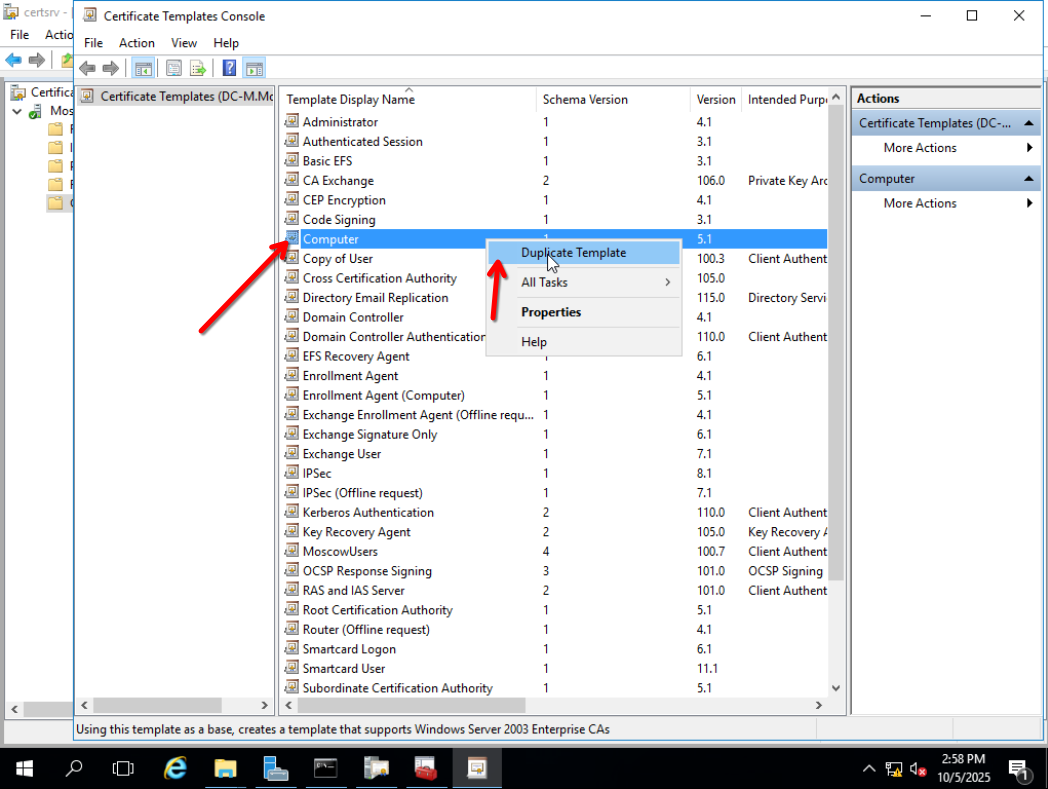 certsrv -
Certificate Templates Console
File Actio
File Action View Help
Certifica
Mos
Certificate Templates (DC-M.Mo
Template Display Name Schema Version Version Intended Purpo
Administrator 1 4.1
Authenticated Session 1 3.1
Basic EFS 1 3.1
CA Exchange 2 106.0 Private Key Arc
CEP Encryption 1 4.1
Code Signing 1 3.1
Computer 1 5.1
Copy of User 100.3 Client Authent
Cross Certification Authority 105.0
Directory Email Replication 115.0 Directory Servi
Domain Controller 4.1
Domain Controller Authentication 110.0 Client Authent
EFS Recovery Agent 1 6.1
Enrollment Agent 1 4.1
Enrollment Agent (Computer) 1 5.1
Exchange Enrollment Agent (Offline requ... 1 4.1
Exchange Signature Only 1 6.1
Exchange User 1 7.1
IPSec 1 8.1
IPSec (Offline request) 1 7.1
Kerberos Authentication 2 110.0 Client Authent
Key Recovery Agent 2 105.0 Key Recovery A
MoscowUsers 4 100.7 Client Authent
OCSP Response Signing 3 101.0 OCSP Signing
RAS and IAS Server 2 101.0 Client Authent
Root Certification Authority 1 5.1
Router (Offline request) 1 4.1
Smartcard Logon 1 6.1
Smartcard User 1 11.1
Subordinate Certification Authority 1 5.1
Duplicate Template
All Tasks
Properties
Help
Actions
Certificate Templates (DC-...
More Actions
Computer
More Actions
Using this template as a base, creates a template that supports Windows Server 2003 Enterprise CAs
2:58 PM
10/5/2025
1